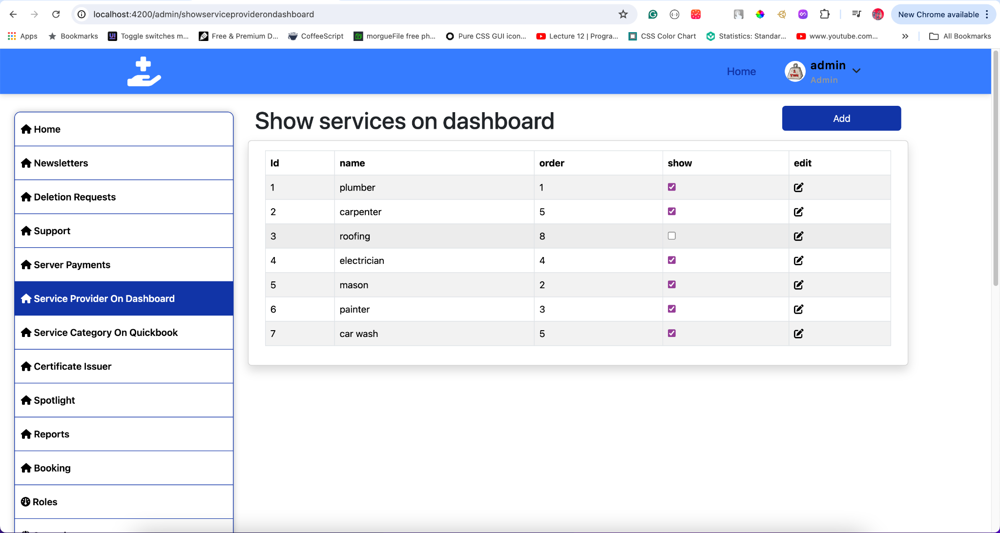 localhost:4200/admin/showserviceproviderondashboard
New Chrome available
Apps
Bookmarks
Toggle switches m...
Free & Premium D...
CoffeeScript
morgueFile free ph...
Pure CSS GUI icon...
Lecture 12 | Progra...
CSS Color Chart
Statistics: Standar...
www.youtube.com...
All Bookmarks
Home
admin
Admin
Home
Newsletters
Deletion Requests
Support
Server Payments
Service Provider On Dashboard
Service Category On Quickbook
Certificate Issuer
Spotlight
Reports
Booking
Roles
Show services on dashboard
Add
Id name order show edit
1 plumber 1
2 carpenter 5
3 roofing 8
4 electrician 4
5 mason 2
6 painter 3
7 car wash 5